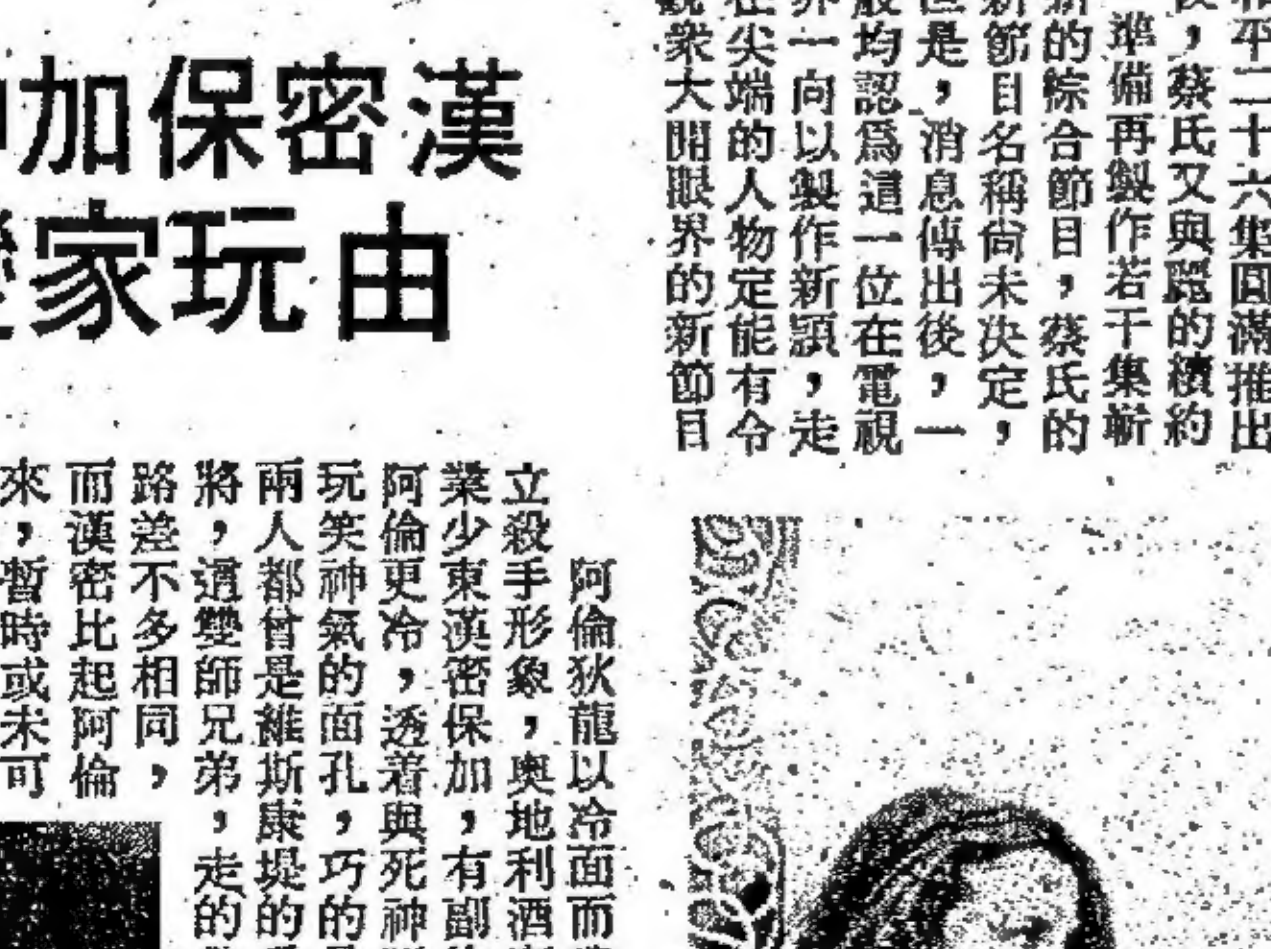 漢密保加
由玩家
和平二十六集圓滿推出
，蔡氏又與麗的續約
準備再製作若干集嶄
新的綜合節目，蔡氏的
新節目名稱尚未決定，
但是，消息傳出後，一
般均認爲這一位在電視
界一向以製作新頴，走
在尖端的人物定能有令
觀衆大開眼界的新節目
阿倫狄龍以冷面而
立殺手形象，奥地利酒
業少東漢密保加，有副
阿倫更冷，透着與死神
玩笑神氣的面孔，巧的
兩人都曾是維斯康堤的
將，這雙師兄弟，走的
路差不多相同，
而漢密比起阿倫
來，暫時或未可